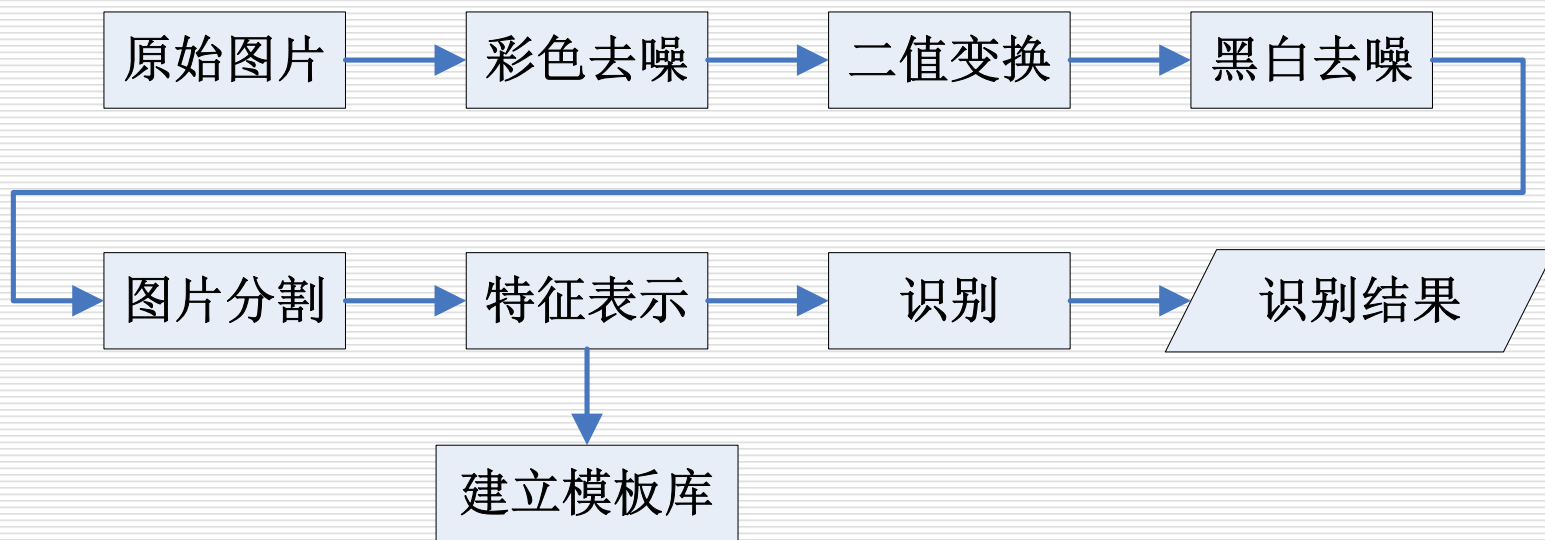 原始图片
彩色去噪
二值变换
黑白去噪
图片分割
特征表示
识别
识别结果
建立模板库